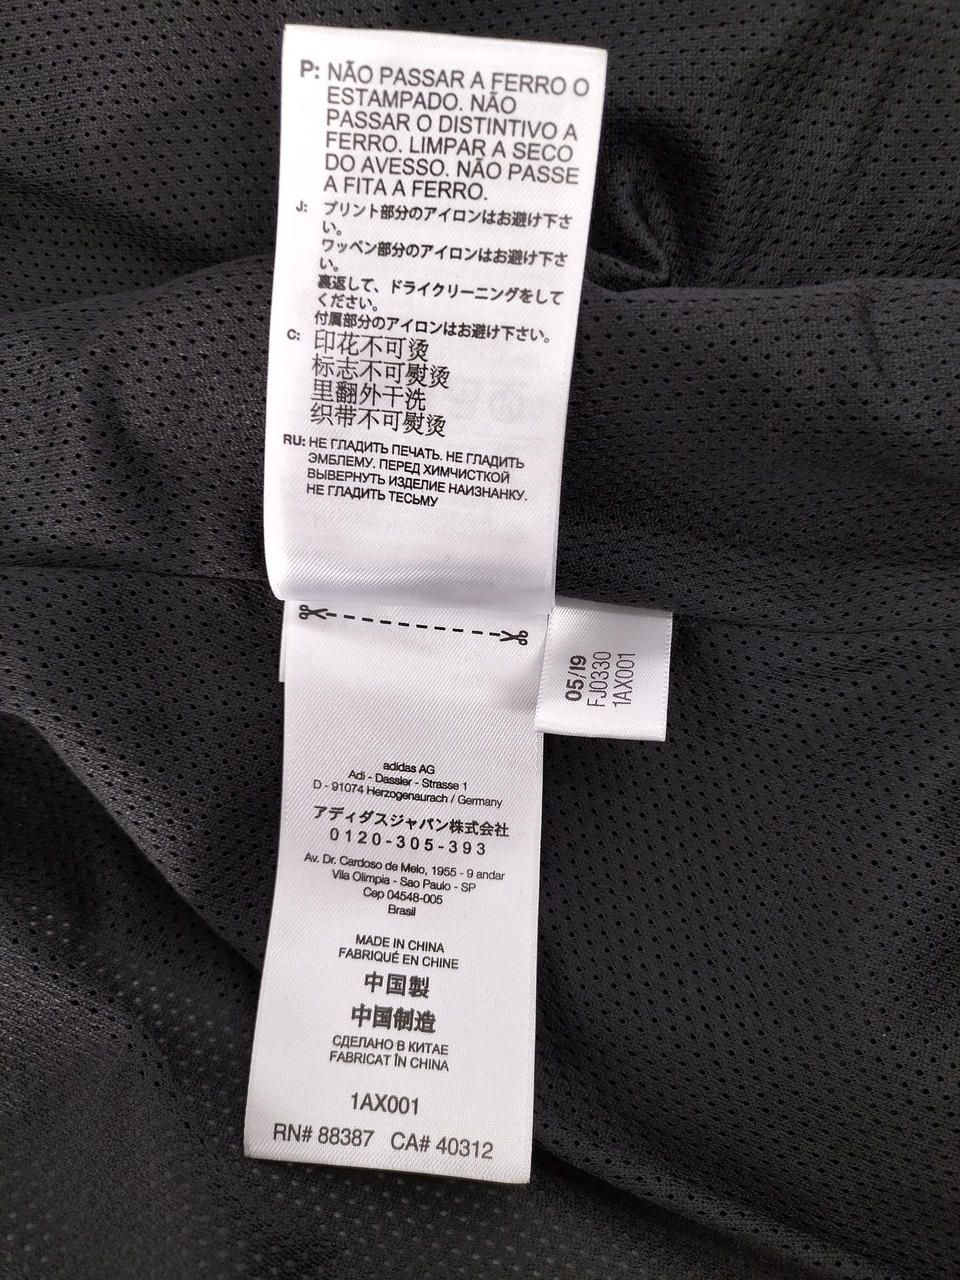 P: NÃO PASSAR A FERRO O
ESTAMPADO. NÃO
PASSAR O DISTINTIVO A
FERRO. LIMPAR A SECO
DO AVESSO. NÃO PASSE
A FITA A FERRO.
J: プリント部分のアイロンはお避け下さ
い。
ワッペン部分のアイロンはお避け下さ
い。
裏返して、ドライクリーニングをして
ください。
付属部分のアイロンはお避け下さい。
C: 印花不可烫
标志不可熨烫
里翻外干洗
织带不可熨烫
RU: НЕ ГЛАДИТЬ ПЕЧАТЬ. НЕ ГЛАДИТЬ
ЭМБЛЕМУ. ПЕРЕД ХИМЧИСТКОЙ
ВЫВЕРНУТЬ ИЗДЕЛИЕ НАИЗНАНКУ.
НЕ ГЛАДИТЬ ТЕСЬМУ
05/19
FJ0330
1AX001
adidas AG
Adi - Dassler - Strasse 1
D - 91074 Herzogenaurach / Germany
アディダスジャパン株式会社
0120-305-393
Av. Dr. Cardoso de Melo, 1955 - 9 andar
Vila Olimpia - Sao Paulo - SP
Cep 04548-005
Brasil
MADE IN CHINA
FABRIQUÉ EN CHINE
中国製
中国制造
СДЕЛАНО В КИТАЕ
FABRICAT ÎN CHINA
1AX001
RN# 88387 CA# 40312